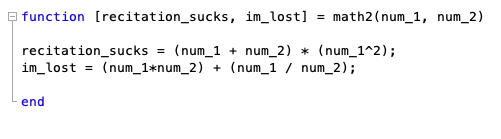 function [recitation_sucks, im_lost] = math2(num_1, num_2)
recitation_sucks = (num_1 + num_2) * (num_1^2);
im_lost = (num_1*num_2) + (num_1 / num_2);
end